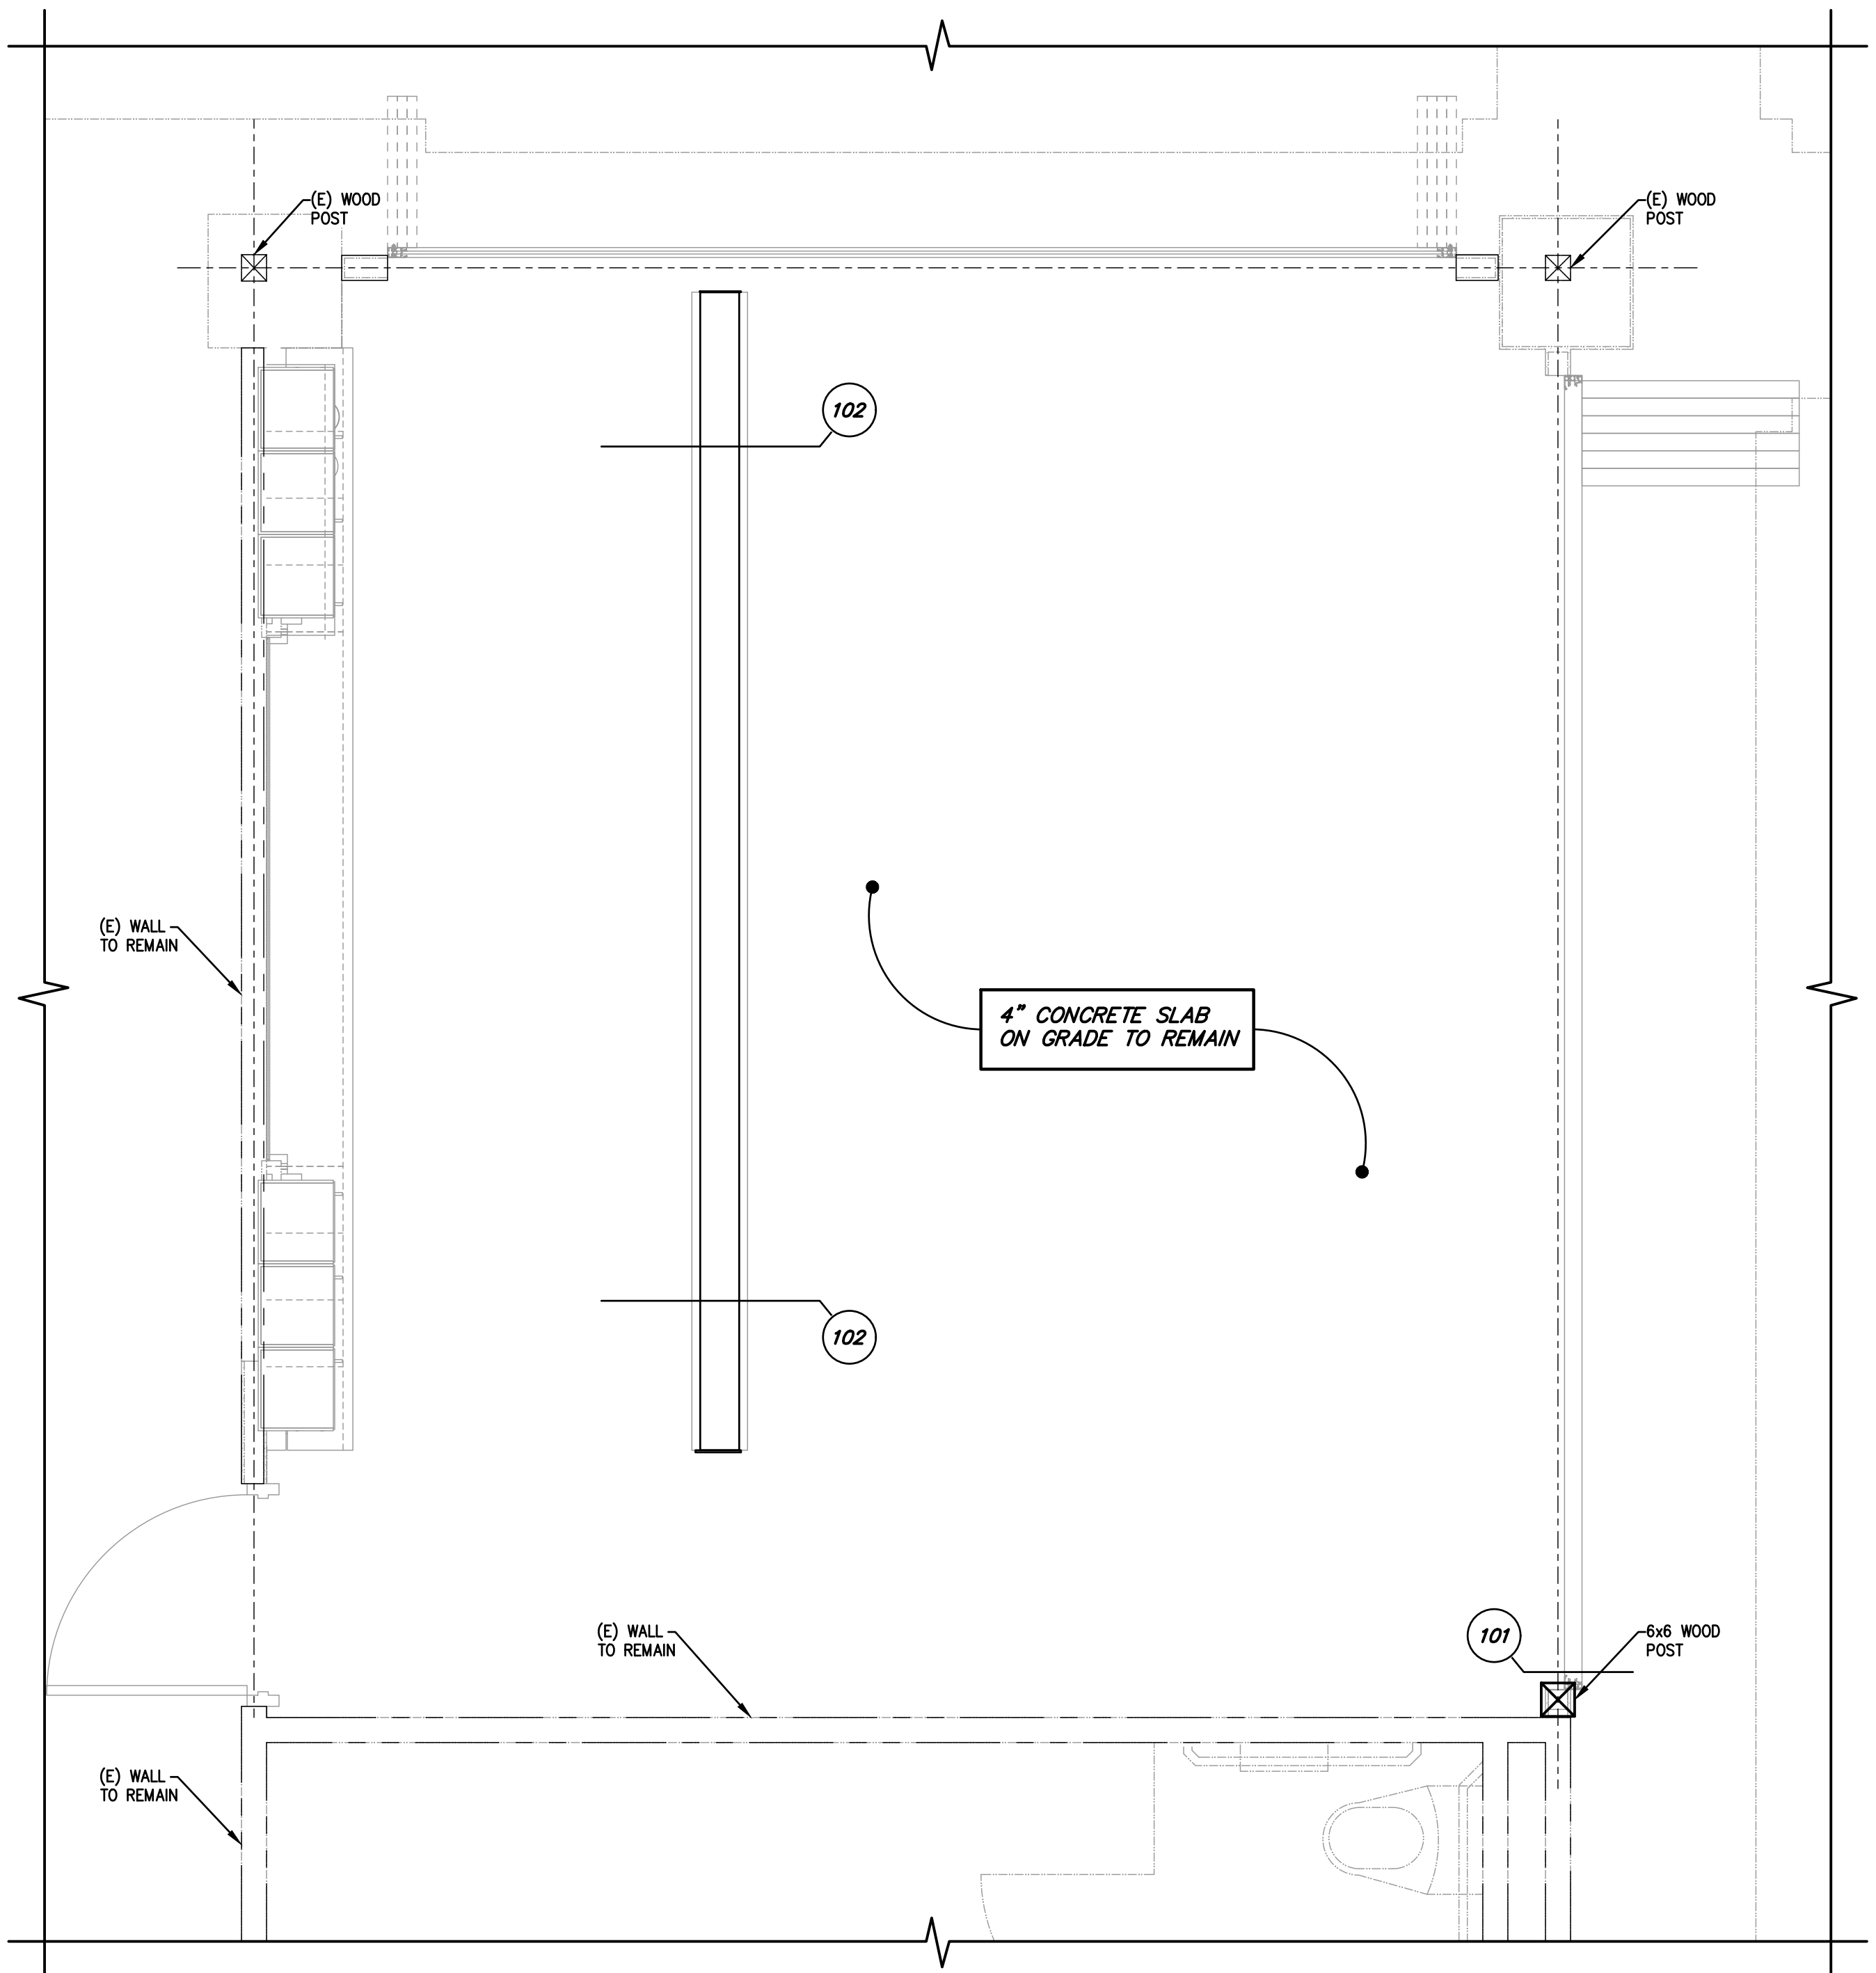 (E) WOOD
POST
(E) WOOD
POST
102
(E) WALL
TO REMAIN
4" CONCRETE SLAB
ON GRADE TO REMAIN
102
(E) WALL
TO REMAIN
101
6x6 WOOD
POST
(E) WALL
TO REMAIN